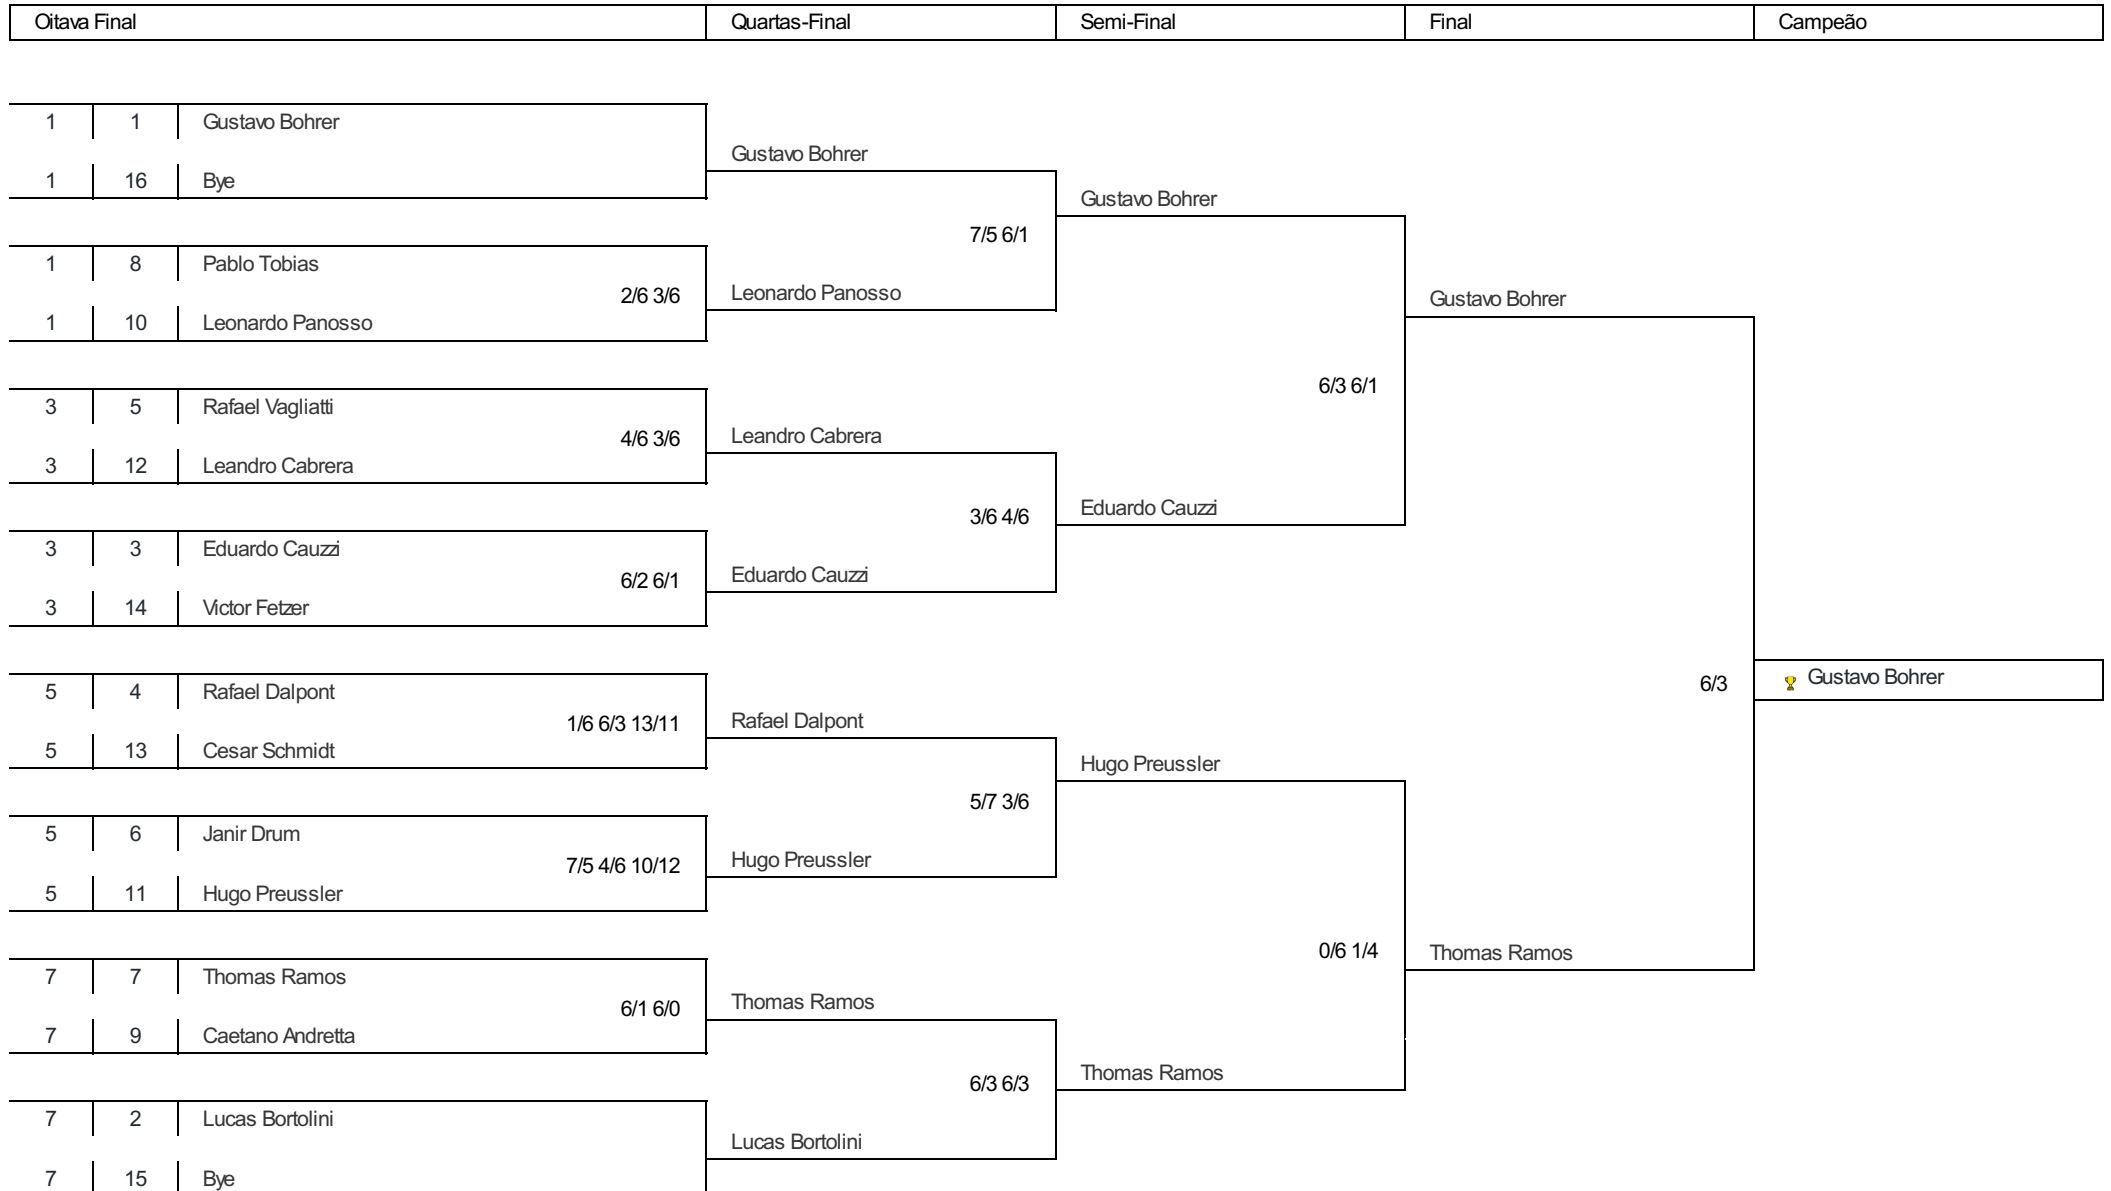 Oitava Final Quartas-Final Semi-Final Final Campeão
1 1 Gustavo Bohrer
Gustavo Bohrer
1 16 Bye
Gustavo Bohrer
7/5 6/1
1 8 Pablo Tobias
2/6 3/6
Leonardo Panosso
Gustavo Bohrer
1 10 Leonardo Panosso
6/3 6/1
3 5 Rafael Vagliatti
4/6 3/6
Leandro Cabrera
3 12 Leandro Cabrera
Eduardo Cauzzi
3/6 4/6
3 3 Eduardo Cauzzi
6/2 6/1
Eduardo Cauzzi
3 14 Victor Fetzer
6/3
Gustavo Bohrer
5 4 Rafael Dalpont
1/6 6/3 13/11
Rafael Dalpont
5 13 Cesar Schmidt
Hugo Preussler
5/7 3/6
5 6 Janir Drum
7/5 4/6 10/12
Hugo Preussler
5 11 Hugo Preussler
0/6 1/4
Thomas Ramos
7 7 Thomas Ramos
6/1 6/0
Thomas Ramos
7 9 Caetano Andretta
Thomas Ramos
6/3 6/3
7 2 Lucas Bortolini
Lucas Bortolini
7 15 Bye